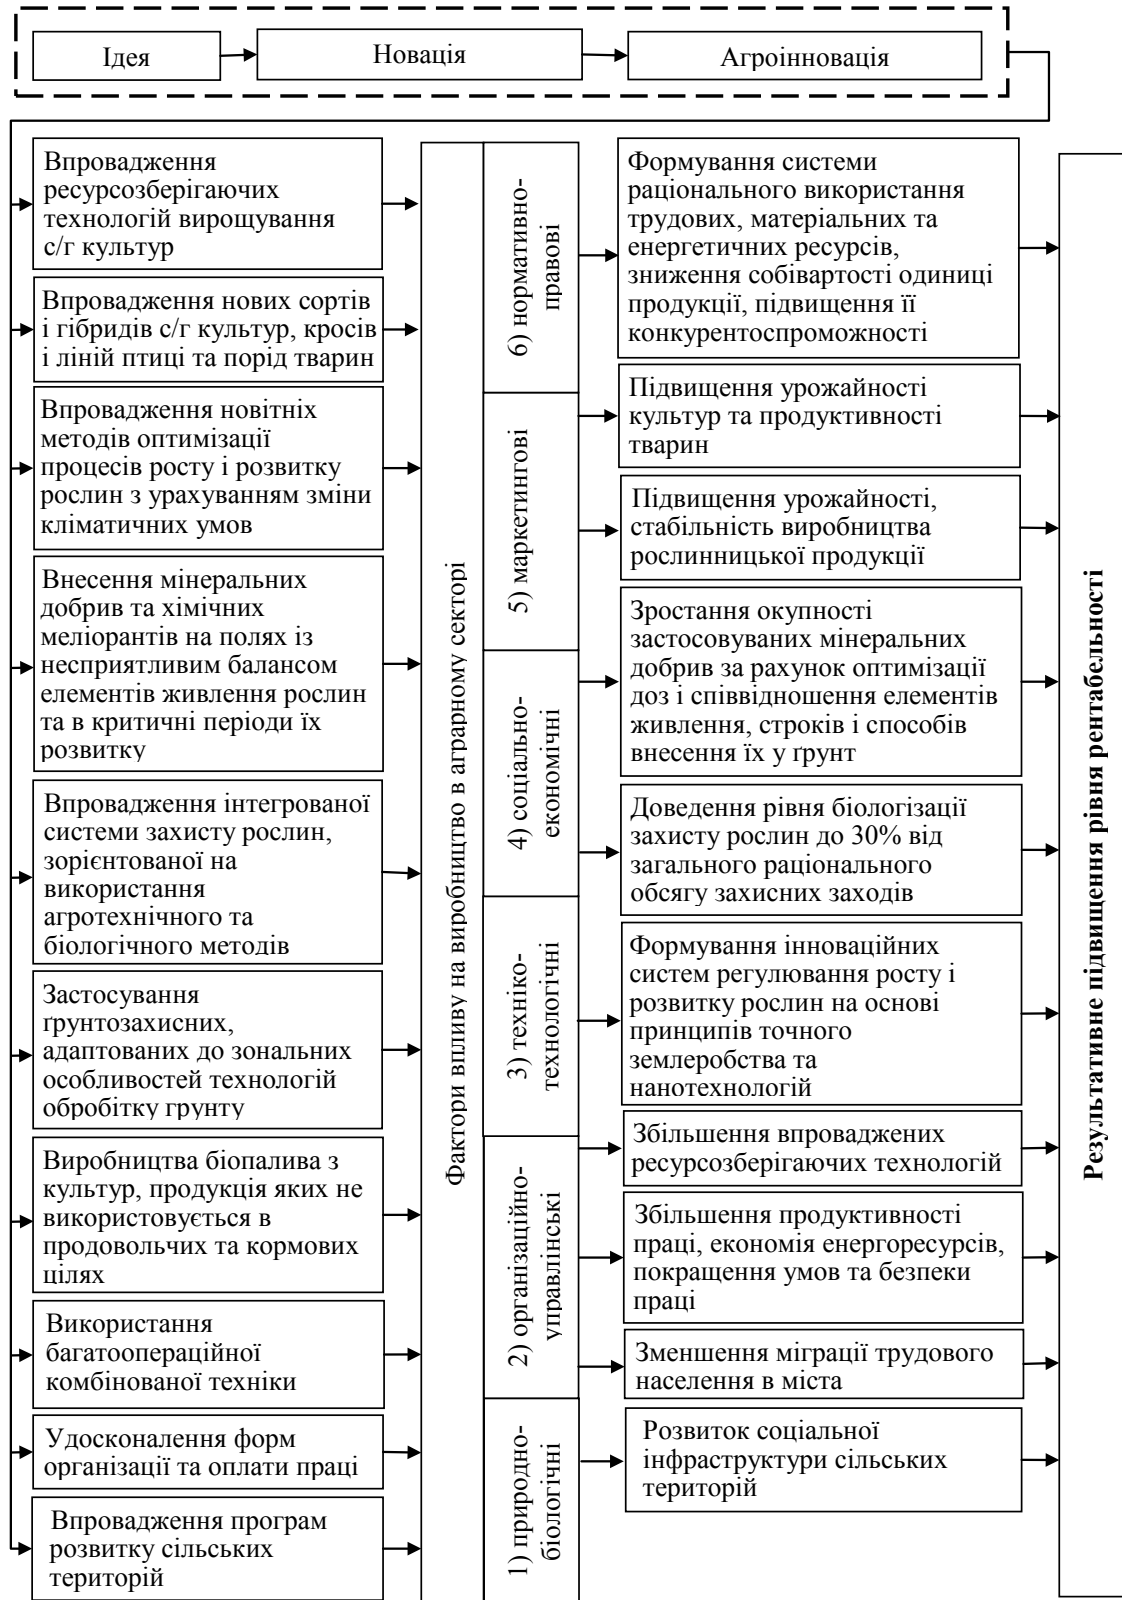 Ідея
Новація
Агроінновація
Впровадження
ресурсозберігаючих
технологій вирощування
с/г культур
Впровадження нових сортів
і гібридів с/г культур, кросів
і ліній птиці та порід тварин
Впровадження новітніх
методів оптимізації
процесів росту і розвитку
рослин з урахуванням зміни
кліматичних умов
Внесення мінеральних
добрив та хімічних
меліорантів на полях із
несприятливим балансом
елементів живлення рослин
та в критичні періоди їх
розвитку
Впровадження інтегрованої
системи захисту рослин,
зорієнтованої на
використання
агротехнічного та
біологічного методів
Застосування
ґрунтозахисних,
адаптованих до зональних
особливостей технологій
обробітку грунту
Виробництва біопалива з
культур, продукція яких не
використовується в
продовольчих та кормових
цілях
Використання
багатоопераційної
комбінованої техніки
Удосконалення форм
організації та оплати праці
Впровадження програм
розвитку сільських
територій
Фактори впливу на виробництво в аграрному секторі
6) нормативно-
правові
5) маркетингові
4) соціально-
економічні
3) техніко-
технологічні
2) організаційно-
управлінські
1) природно-
біологічні
Формування системи
раціонального використання
трудових, матеріальних та
енергетичних ресурсів,
зниження собівартості одиниці
продукції, підвищення її
конкурентоспроможності
Підвищення урожайності
культур та продуктивності
тварин
Підвищення урожайності,
стабільність виробництва
рослинницької продукції
Зростання окупності
застосовуваних мінеральних
добрив за рахунок оптимізації
доз і співвідношення елементів
живлення, строків і способів
внесення їх у ґрунт
Доведення рівня біологізації
захисту рослин до 30% від
загального раціонального
обсягу захисних заходів
Формування інноваційних
систем регулювання росту і
розвитку рослин на основі
принципів точного
землеробства та
нанотехнологій
Збільшення впроваджених
ресурсозберігаючих технологій
Збільшення продуктивності
праці, економія енергоресурсів,
покращення умов та безпеки
праці
Зменшення міграції трудового
населення в міста
Розвиток соціальної
інфраструктури сільських
територій
Результативне підвищення рівня рентабельності